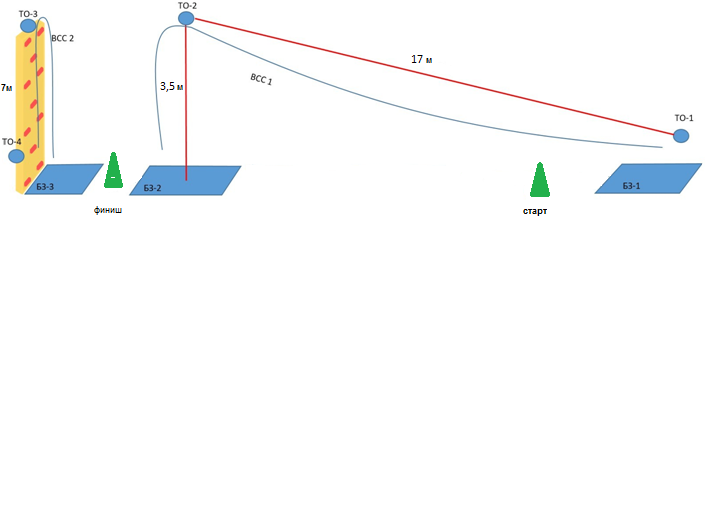 ТО-3
ВСС 2
7м
ТО-4
БЗ-3
финиш
ТО-2
3,5 м
БЗ-2
ВСС 1
17 м
ТО-1
старт
БЗ-1